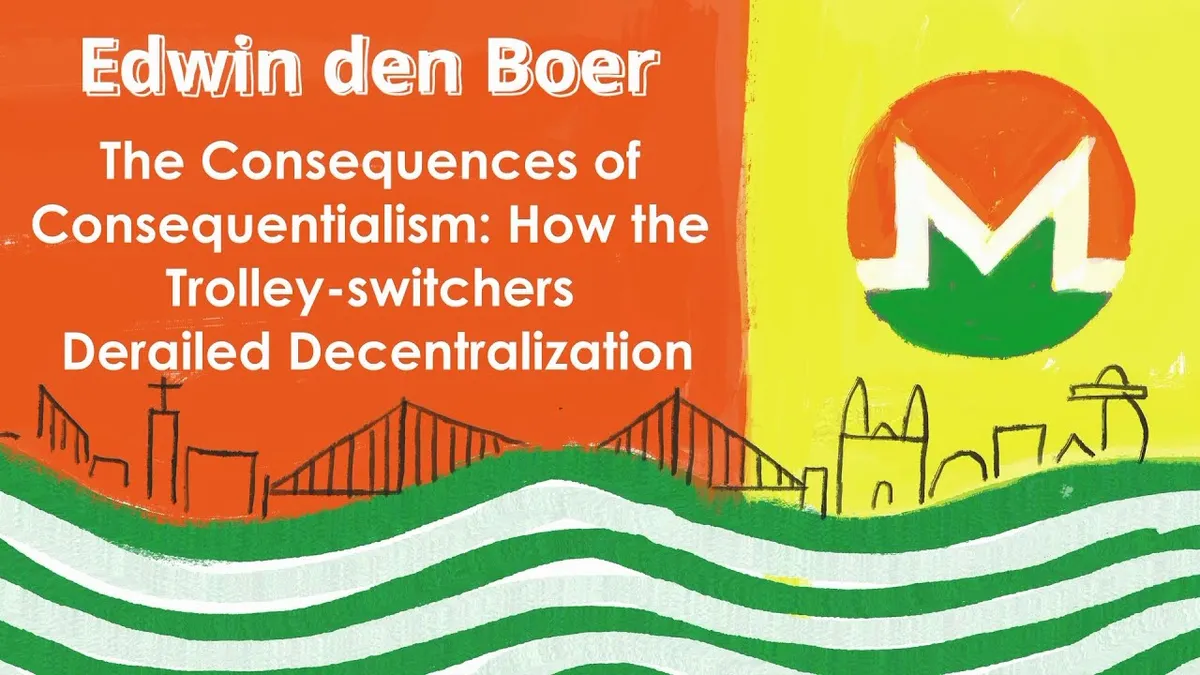 Edwin den Boer
The Consequences of
Consequentialism: How the
Trolley-switchers
Derailed Decentralization